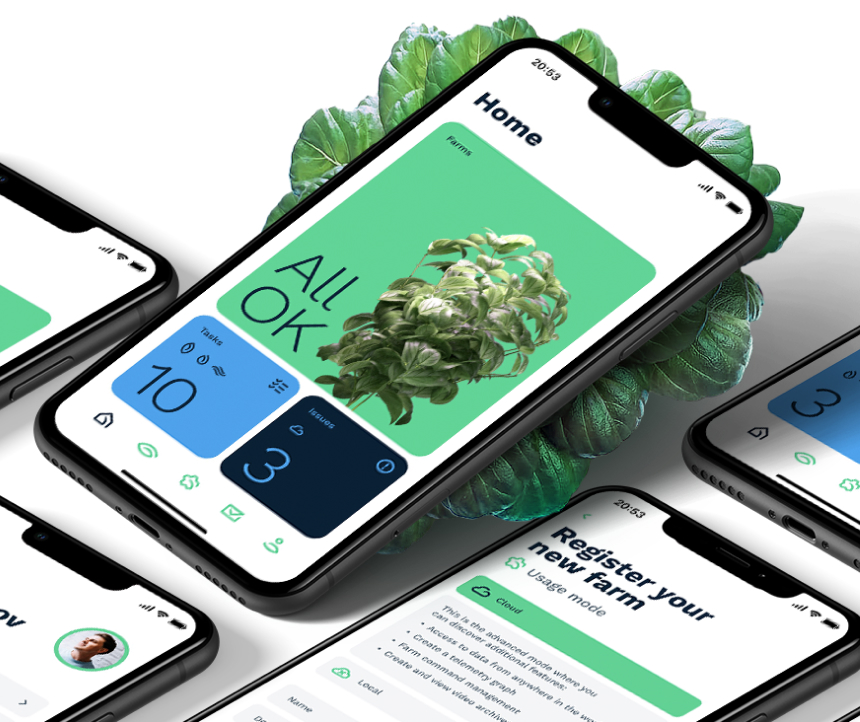 20:53
Home
Farms
All
OK
Tasks
10
Issues
3
3
ov
20:53
Register your
new farm
Usage mode
Cloud
This is the advanced mode where you
can discover additional features:
• Access to data from anywhere in the wo
• Create a telemetry graph
• Farm command management
• Create and view video archive
Local
Name